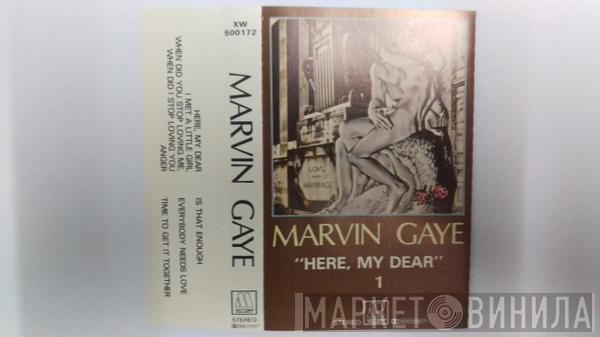 XW
500172
HERE, MY DEAR
I MET A LITTLE GIRL
WHEN DID YOU STOP LOVING ME,
WHEN DID I STOP LOVING YOU
ANGER
IS THAT ENOUGH
EVERYBODY NEEDS LOVE
TIME TO GET IT TOGETHER
MARVIN GAYE
STEREO
LOVE
AND
MARRIAGE
MARVIN GAYE
"HERE, MY DEAR"
1
STEREO
МАРКЕТ ВИНИЛА